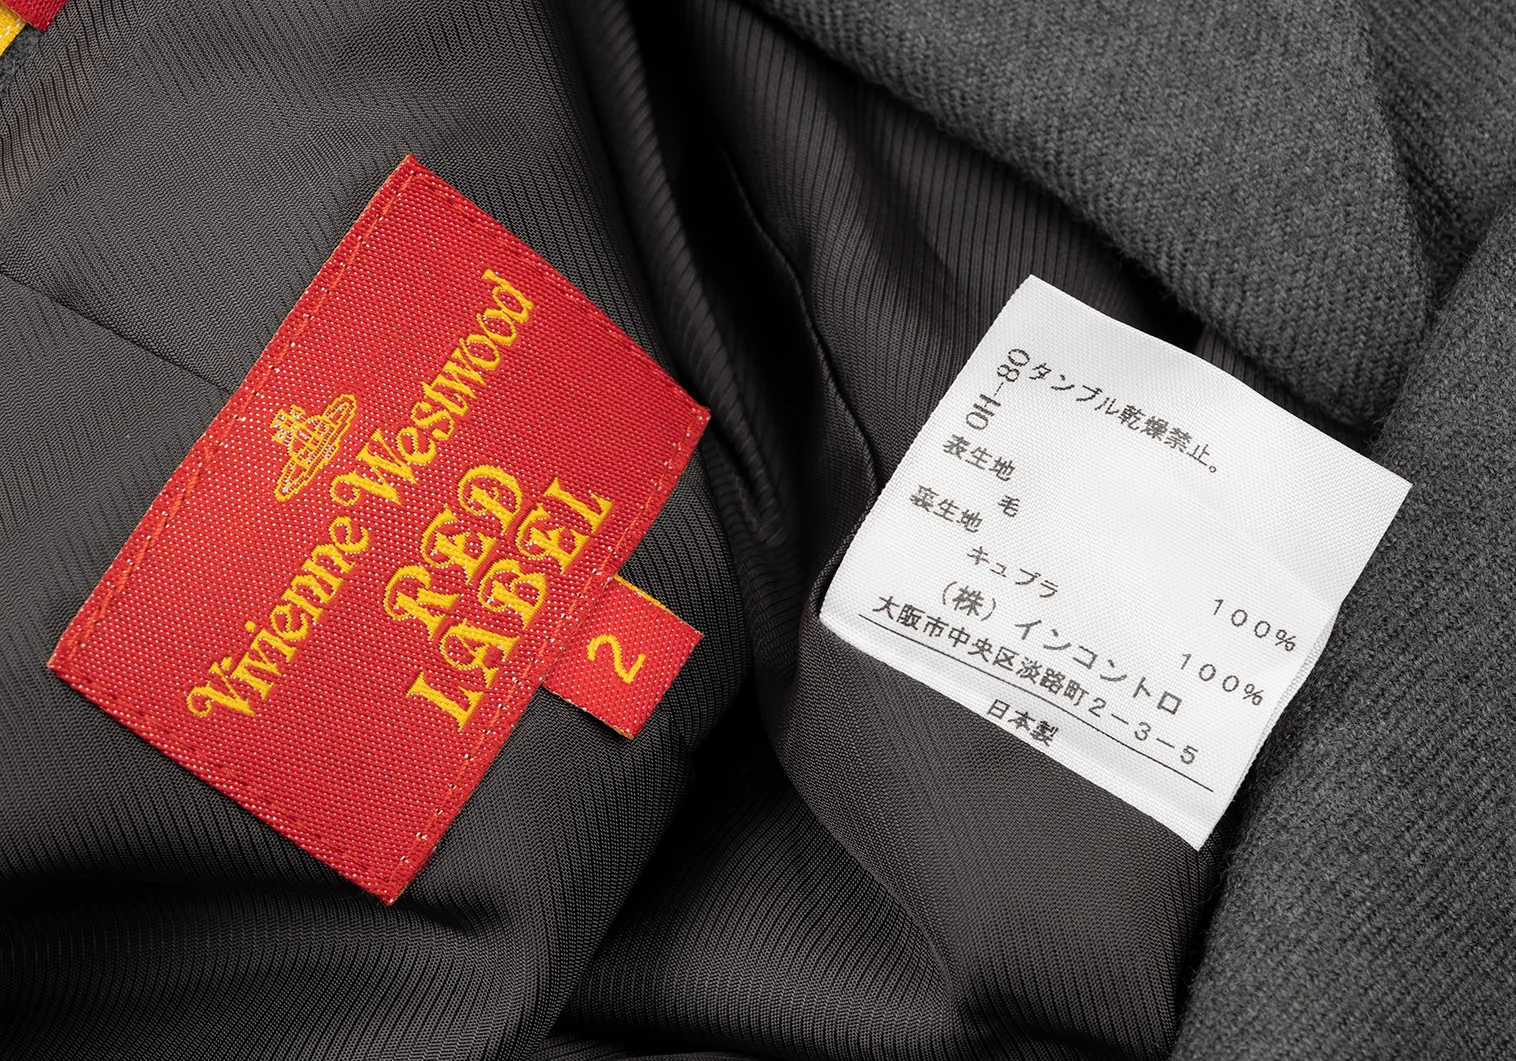 Vivienne Westwood
RED
LABEL
2
08-H0
タンブル乾燥禁止。
表生地
毛 100%
裏生地
キュプラ 100%
(株)インコントロ
大阪市中央区淡路町2-3-5
日本製